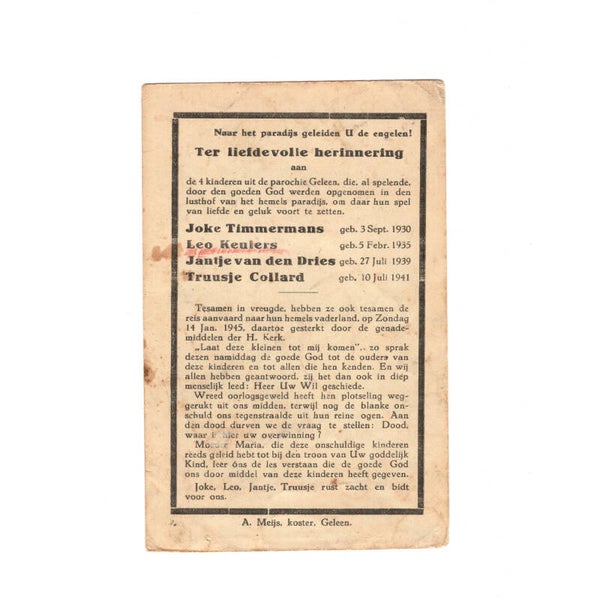 Naar het paradijs geleiden U de engelen!
Ter liefdevolle herinnering
aan
de 4 kinderen uit de parochie Geleen, die, al spelende,
door den goeden God werden opgenomen in den
lusthof van het hemels paradijs, om daar hun spel
van liefde en geluk voort te zetten.
Joke Timmermans geb. 3 Sept. 1930
Leo Keulers geb. 5 Febr. 1935
Jantje van den Dries geb. 27 Juli 1939
Truusje Collard geb. 10 Juli 1941
Tesamen in vreugde, hebben ze ook tesamen de
reis aanvaard naar hun hemels vaderland, op Zondag
14 Jan. 1945, daartoe gesterkt door de genade-
middelen der H. Kerk.
„Laat deze kleinen tot mij komen”.. zo sprak
dezen namiddag de goede God tot de ouders van
deze kinderen en tot allen die hen kenden. En wij
allen hebben geantwoord, zij het dan ook in diep
menselijk leed: Heer Uw Wil geschiede.
Wreed oorlogsgeweld heeft hen plotseling weg-
gerukt uit ons midden, terwijl nog de blanke on-
schuld ons tegenstraalde uit hun reine ogen. Aan
den dood durven we du vraag te stellen: Dood,
waar is hier uw overwinning?
Moeder Maria, die deze onschuldige kinderen
reeds geleid hebt tot bij den troon van Uw goddelijk
Kind, leer óns de les verstaan die de goede God
ons door middel van deze kinderen heeft gegeven.
Joke, Leo, Jantje, Truusje rust zacht en bidt
voor ons.
A. Meijs, koster, Geleen.